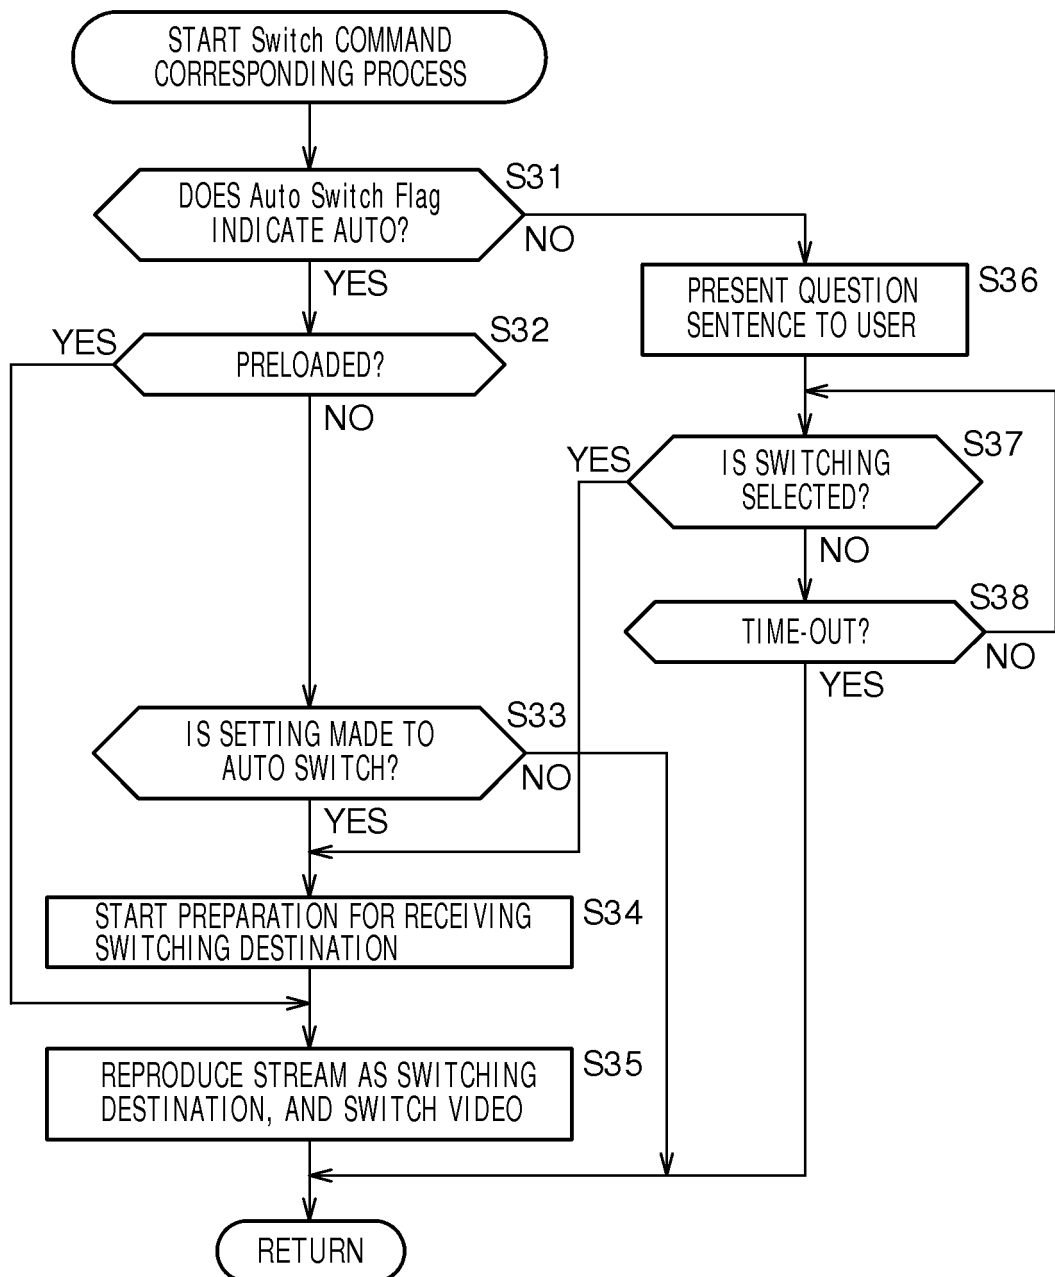 START Switch COMMAND
CORRESPONDING PROCESS
S31
DOES Auto Switch Flag
INDICATE AUTO?
NO
YES
S36
PRESENT QUESTION
SENTENCE TO USER
S32
YES
PRELOADED?
NO
S37
YES
IS SWITCHING
SELECTED?
NO
S38
TIME-OUT?
NO
YES
S33
IS SETTING MADE TO
AUTO SWITCH?
NO
YES
S34
START PREPARATION FOR RECEIVING
SWITCHING DESTINATION
S35
REPRODUCE STREAM AS SWITCHING
DESTINATION, AND SWITCH VIDEO
RETURN